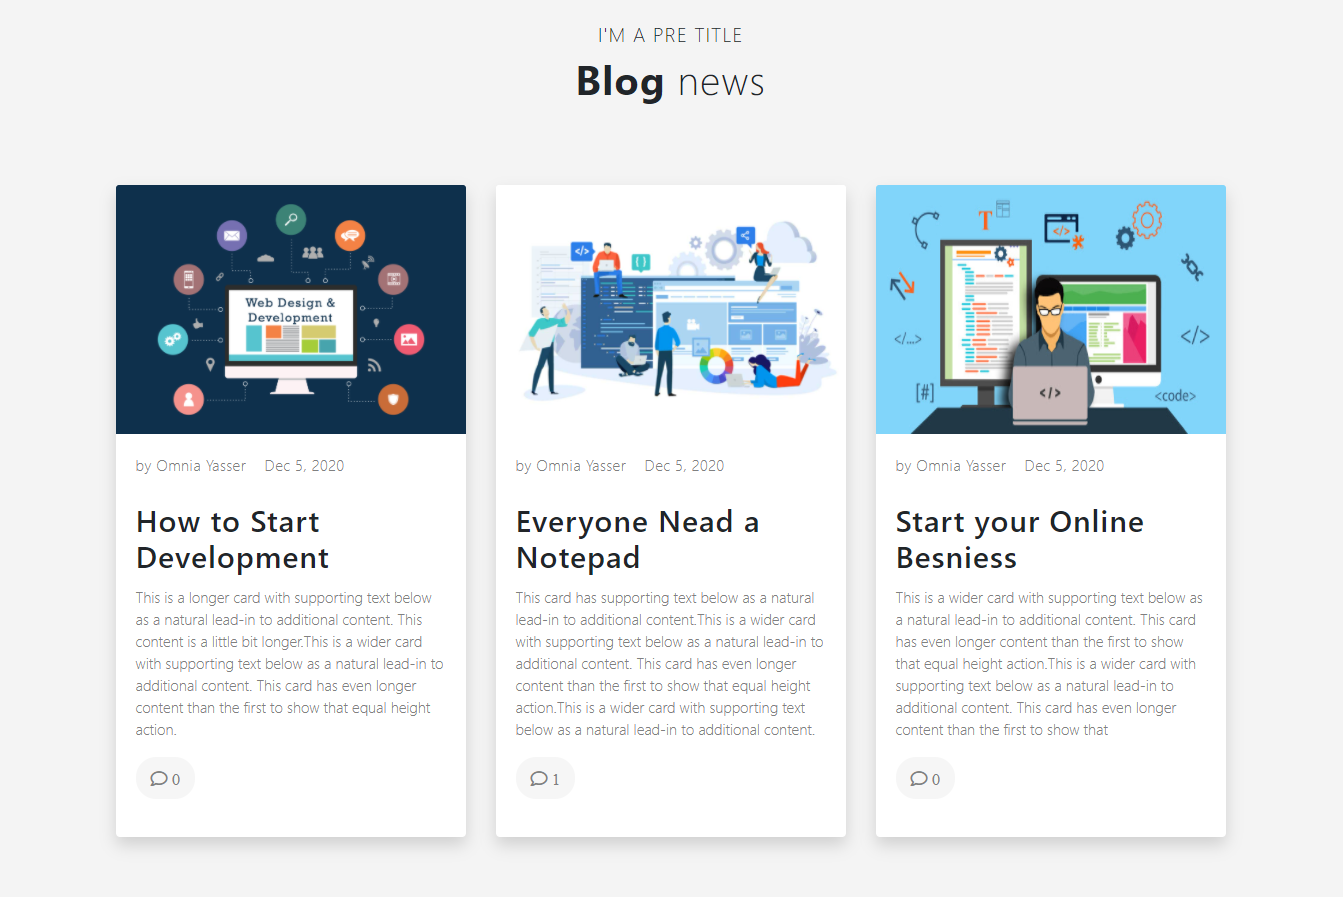 I'M A PRE TITLE
Blog news
Web Design &
Development
by Omnia Yasser Dec 5, 2020
How to Start
Development
This is a longer card with supporting text below
as a natural lead-in to additional content. This
content is a little bit longer.This is a wider card
with supporting text below as a natural lead-in to
additional content. This card has even longer
content than the first to show that equal height
action.
0
</>
{ }
by Omnia Yasser Dec 5, 2020
Everyone Nead a
Notepad
This card has supporting text below as a natural
lead-in to additional content.This is a wider card
with supporting text below as a natural lead-in to
additional content. This card has even longer
content than the first to show that equal height
action.This is a wider card with supporting text
below as a natural lead-in to additional content.
1
T
</>
</...>
</>
[#]
</>
<code>
by Omnia Yasser Dec 5, 2020
Start your Online
Besniess
This is a wider card with supporting text below as
a natural lead-in to additional content. This card
has even longer content than the first to show
that equal height action.This is a wider card with
supporting text below as a natural lead-in to
additional content. This card has even longer
content than the first to show that
0